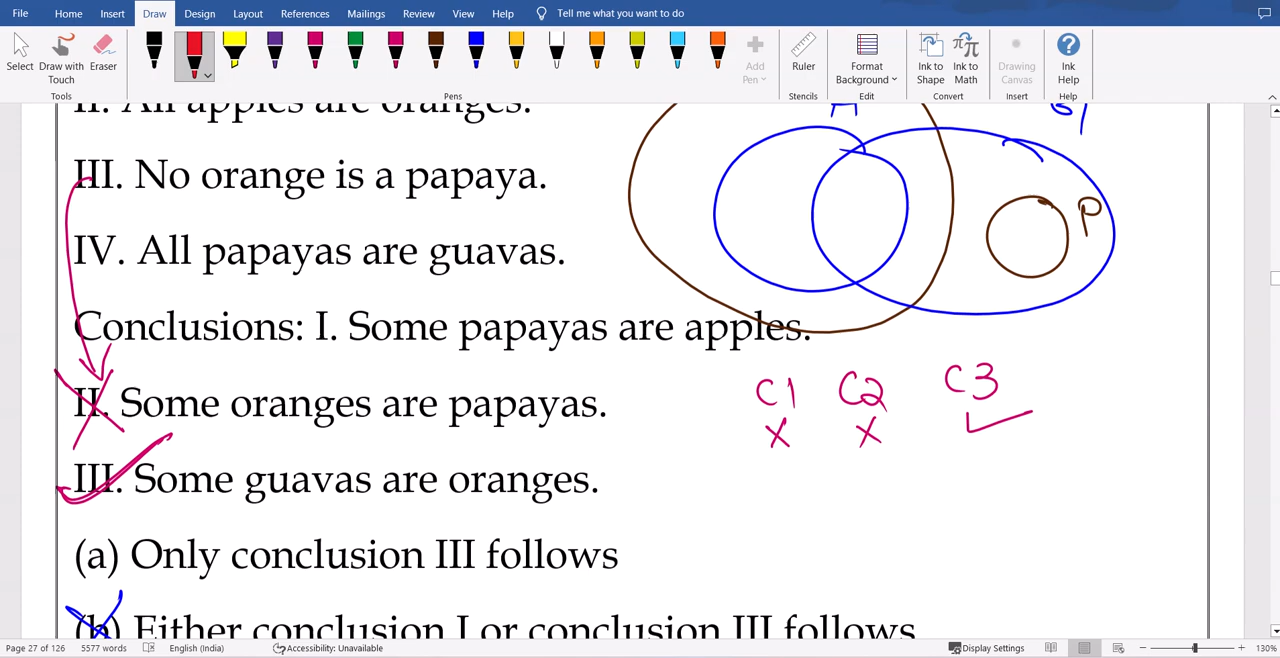 File Home Insert Draw Design Layout References Mailings Review View Help Tell me what you want to do
Select Draw with Touch Eraser Add Pen Ruler Format Background Ink to Shape Ink to Math Drawing Canvas Ink Help
Tools Pens Stencils Edit Convert Insert Help
II. All apples are oranges.
A
P
III. No orange is a papaya.
IV. All papayas are guavas.
Conclusions: I. Some papayas are apples.
C1 C2 C3
II. Some oranges are papayas.
III. Some guavas are oranges.
(a) Only conclusion III follows
(b) Either conclusion I or conclusion III follows
Page 27 of 126 5577 words English (India) Accessibility: Unavailable Display Settings 130%